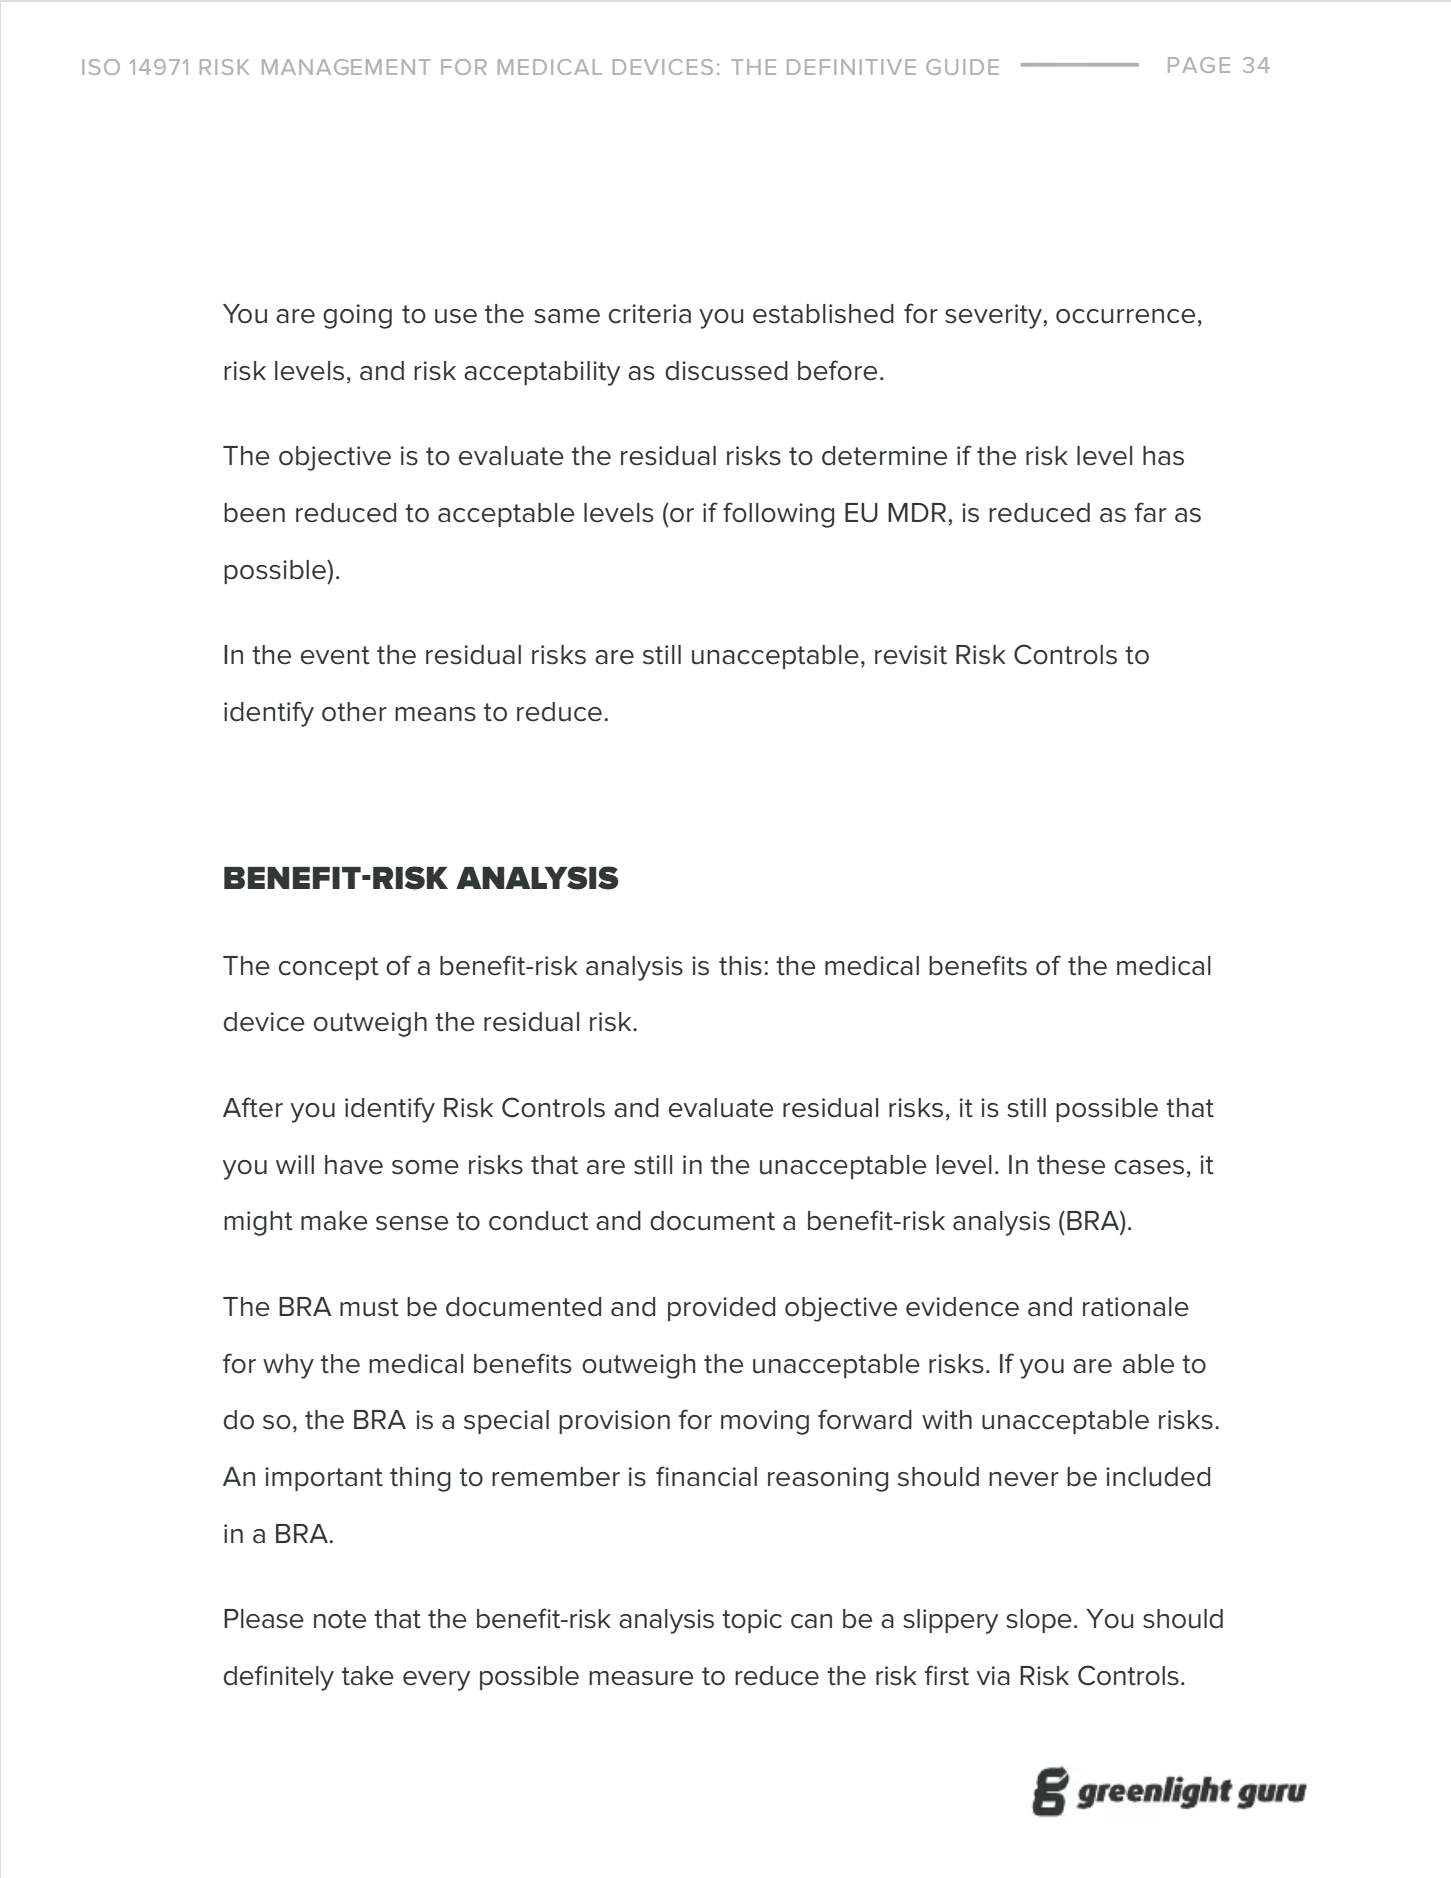 ISO 14971 RISK MANAGEMENT FOR MEDICAL DEVICES: THE DEFINITIVE GUIDE PAGE 34
You are going to use the same criteria you established for severity, occurrence,
risk levels, and risk acceptability as discussed before.
The objective is to evaluate the residual risks to determine if the risk level has
been reduced to acceptable levels (or if following EU MDR, is reduced as far as
possible).
In the event the residual risks are still unacceptable, revisit Risk Controls to
identify other means to reduce.
BENEFIT-RISK ANALYSIS
The concept of a benefit-risk analysis is this: the medical benefits of the medical
device outweigh the residual risk.
After you identify Risk Controls and evaluate residual risks, it is still possible that
you will have some risks that are still in the unacceptable level. In these cases, it
might make sense to conduct and document a benefit-risk analysis (BRA).
The BRA must be documented and provided objective evidence and rationale
for why the medical benefits outweigh the unacceptable risks. If you are able to
do so, the BRA is a special provision for moving forward with unacceptable risks.
An important thing to remember is financial reasoning should never be included
in a BRA.
Please note that the benefit-risk analysis topic can be a slippery slope. You should
definitely take every possible measure to reduce the risk first via Risk Controls.
greenlight guru